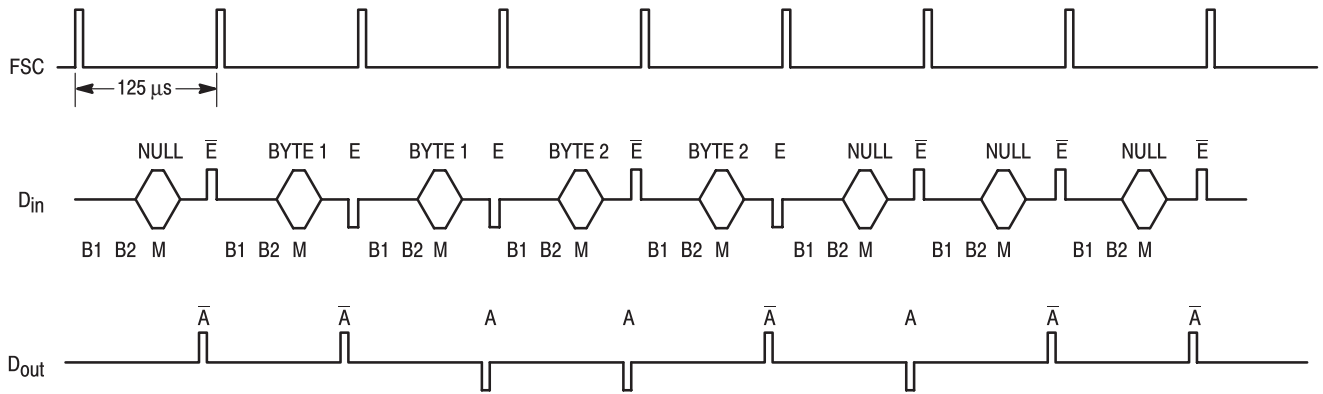 FSC
125 μs
NULL E̅ BYTE 1 E BYTE 1 E BYTE 2 E̅ BYTE 2 E NULL E̅ NULL E̅ NULL E̅
Din
B1 B2 M B1 B2 M B1 B2 M B1 B2 M B1 B2 M B1 B2 M B1 B2 M B1 B2 M
A̅ A̅ A A A̅ A A̅ A̅
Dout